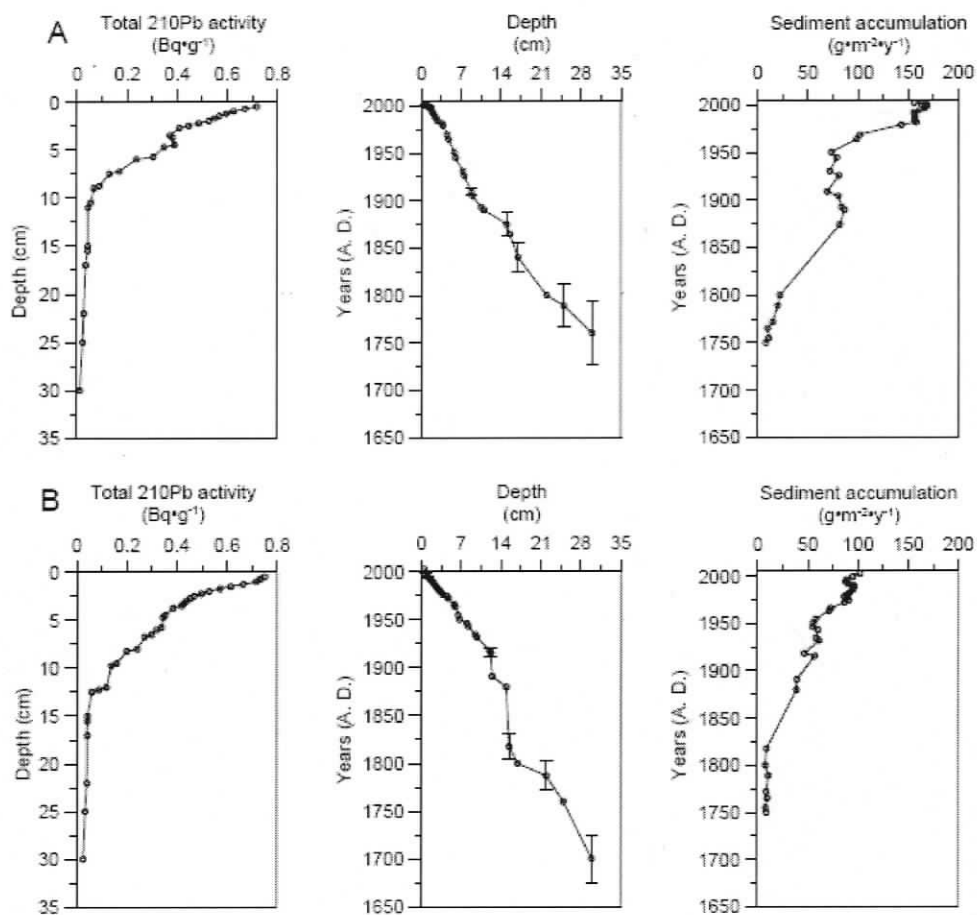 A
Total 210Pb activity
(Bq•g⁻¹)
0 0.2 0.4 0.6 0.8
Depth (cm)
0
5
10
15
20
25
30
35
Depth
(cm)
0 7 14 21 28 35
Years (A. D.)
2000
1950
1900
1850
1800
1750
1700
1650
Sediment accumulation
(g•m⁻²•y⁻¹)
0 50 100 150 200
Years (A. D.)
2000
1950
1900
1850
1800
1750
1700
1650
B
Total 210Pb activity
(Bq•g⁻¹)
0 0.2 0.4 0.6 0.8
Depth (cm)
0
5
10
15
20
25
30
35
Depth
(cm)
0 7 14 21 28 35
Years (A. D.)
2000
1950
1900
1850
1800
1750
1700
1650
Sediment accumulation
(g•m⁻²•y⁻¹)
0 50 100 150 200
Years (A. D.)
2000
1950
1900
1850
1800
1750
1700
1650